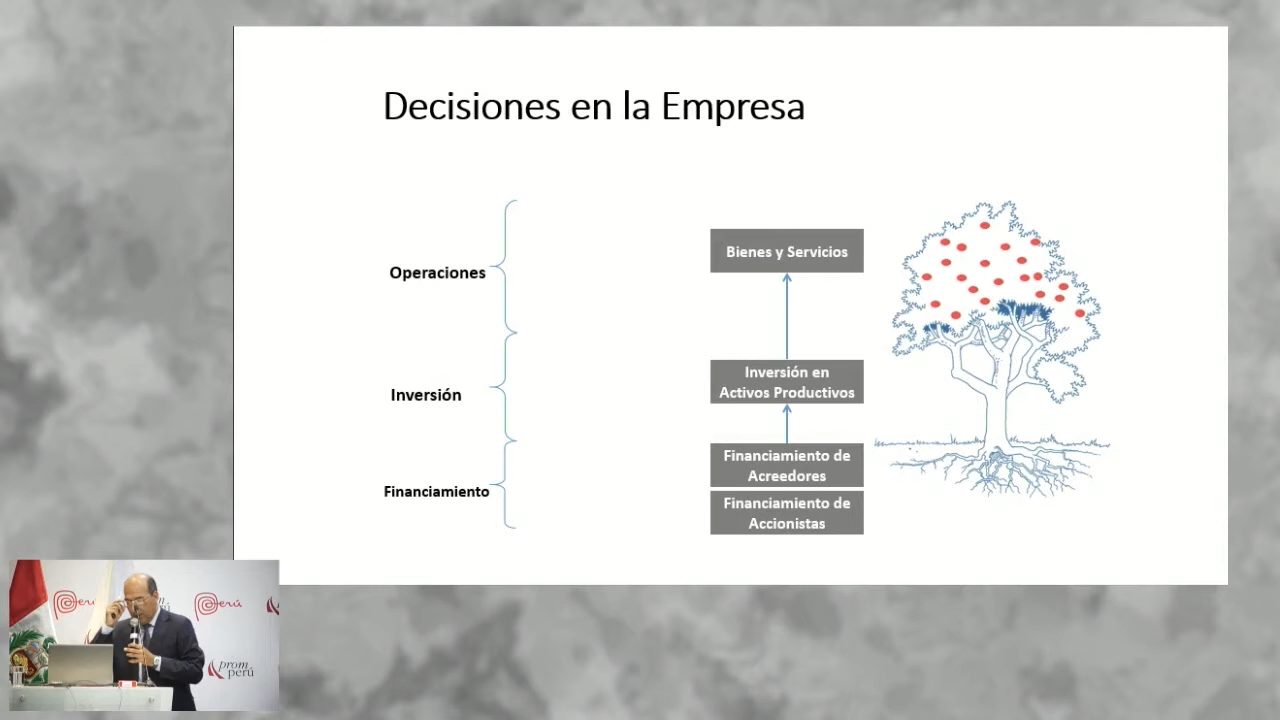 Decisiones en la Empresa
Operaciones
Inversión
Financiamiento
Bienes y Servicios
Inversión en
Activos Productivos
Financiamiento de
Acreedores
Financiamiento de
Accionistas
Perú
Perú
prom
perú